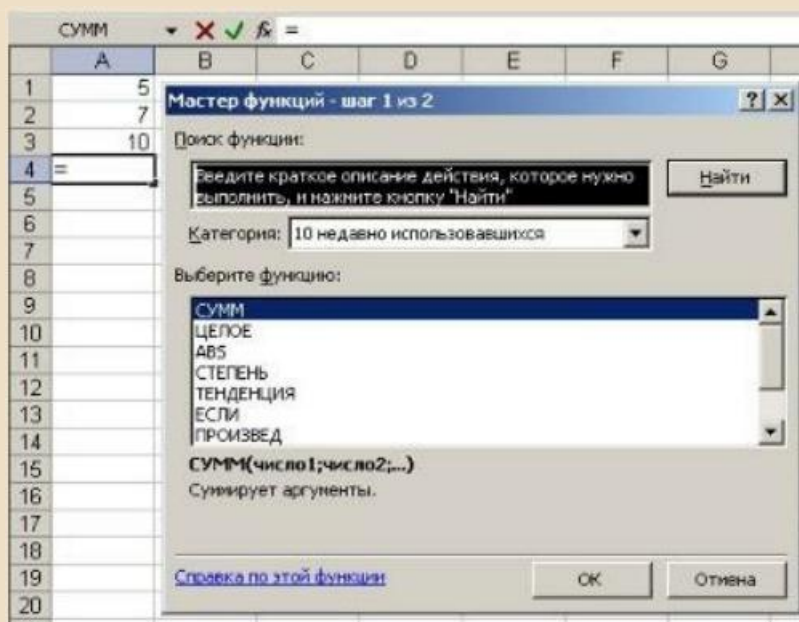 СУММ =
A B C D E F G
1 5
2 7
3 10
4 =
5
6
7
8
9
10
11
12
13
14
15
16
17
18
19
20
Мастер функций - шаг 1 из 2
Поиск функции:
Введите краткое описание действия, которое нужно
выполнить, и нажмите кнопку "Найти"
Найти
Категория: 10 недавно использовавшихся
Выберите функцию:
СУММ
ЦЕЛОЕ
ABS
СТЕПЕНЬ
ТЕНДЕНЦИЯ
ЕСЛИ
ПРОИЗВЕД
СУММ(число1;число2;...)
Суммирует аргументы.
Справка по этой функции
ОК
Отмена